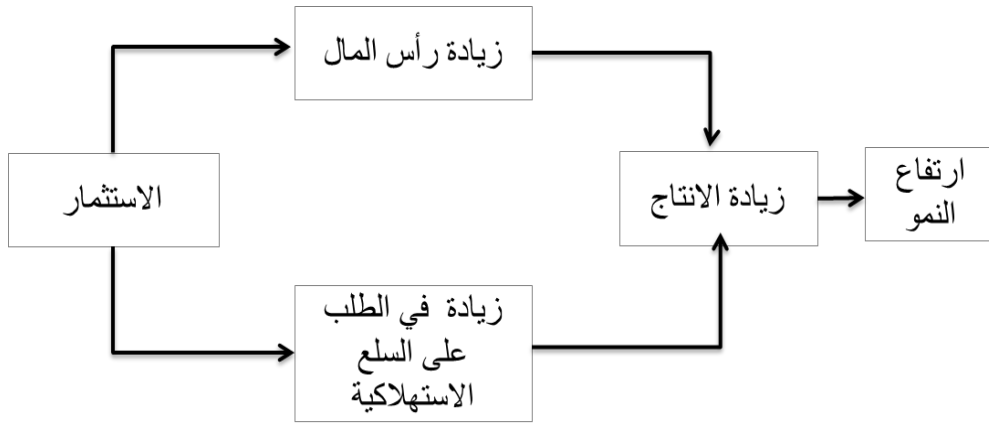 الاستثمار
زيادة رأس المال
زيادة في الطلب
على السلع
الاستهلاكية
زيادة الانتاج
ارتفاع
النمو